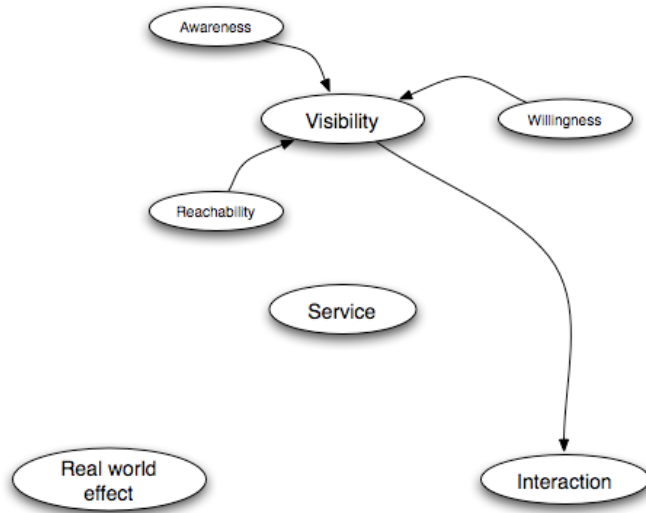 Awareness
Visibility
Willingness
Reachability
Service
Real world
effect
Interaction